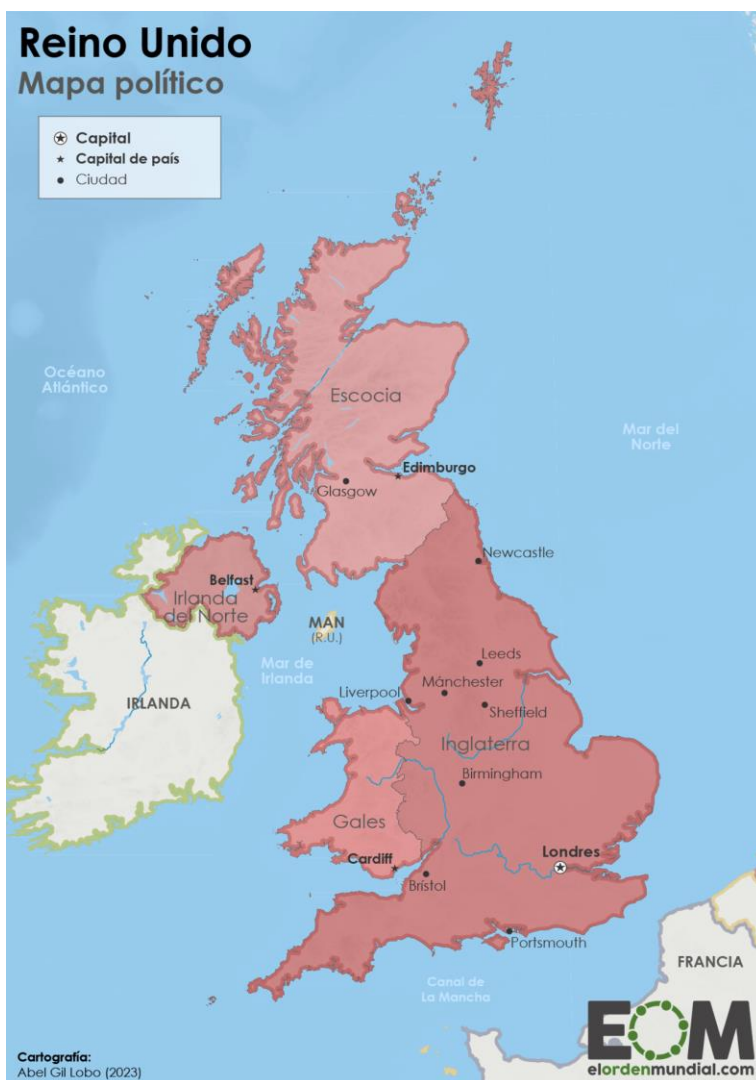 Reino Unido
Mapa político
Capital
Capital de país
Ciudad
Océano
Atlántico
Escocia
Mar del
Norte
Edimburgo
Glasgow
Newcastle
Belfast
Irlanda
del Norte
MAN
(R.U.)
Mar de
Irlanda
Leeds
Mánchester
Liverpool
IRLANDA
Sheffield
Inglaterra
Birmingham
Gales
Cardiff
Londres
Brístol
Portsmouth
FRANCIA
Canal de
La Mancha
EOM
elordenmundial.com
Cartografía:
Abel Gil Lobo (2023)